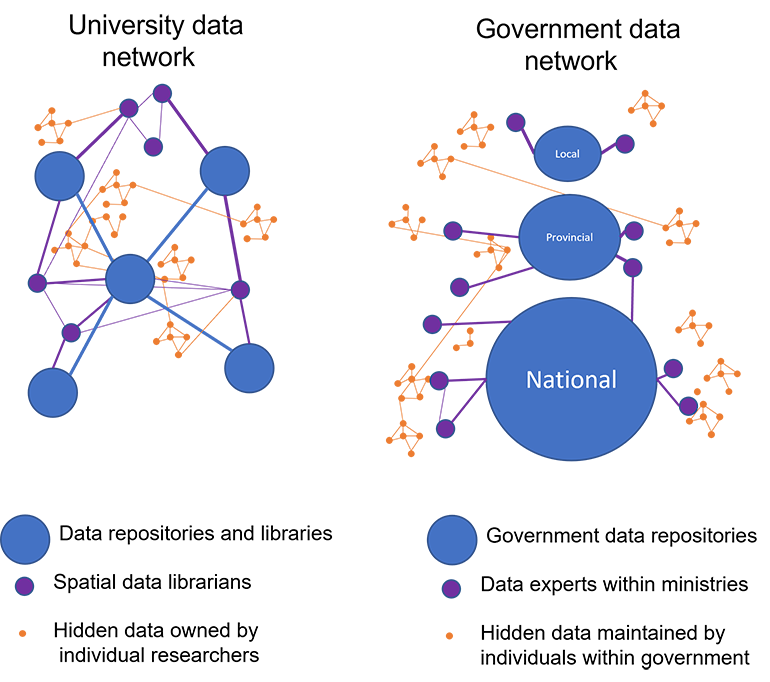 University data
network
Government data
network
Local
Provincial
National
Data repositories and libraries
Spatial data librarians
Hidden data owned by
individual researchers
Government data repositories
Data experts within ministries
Hidden data maintained by
individuals within government